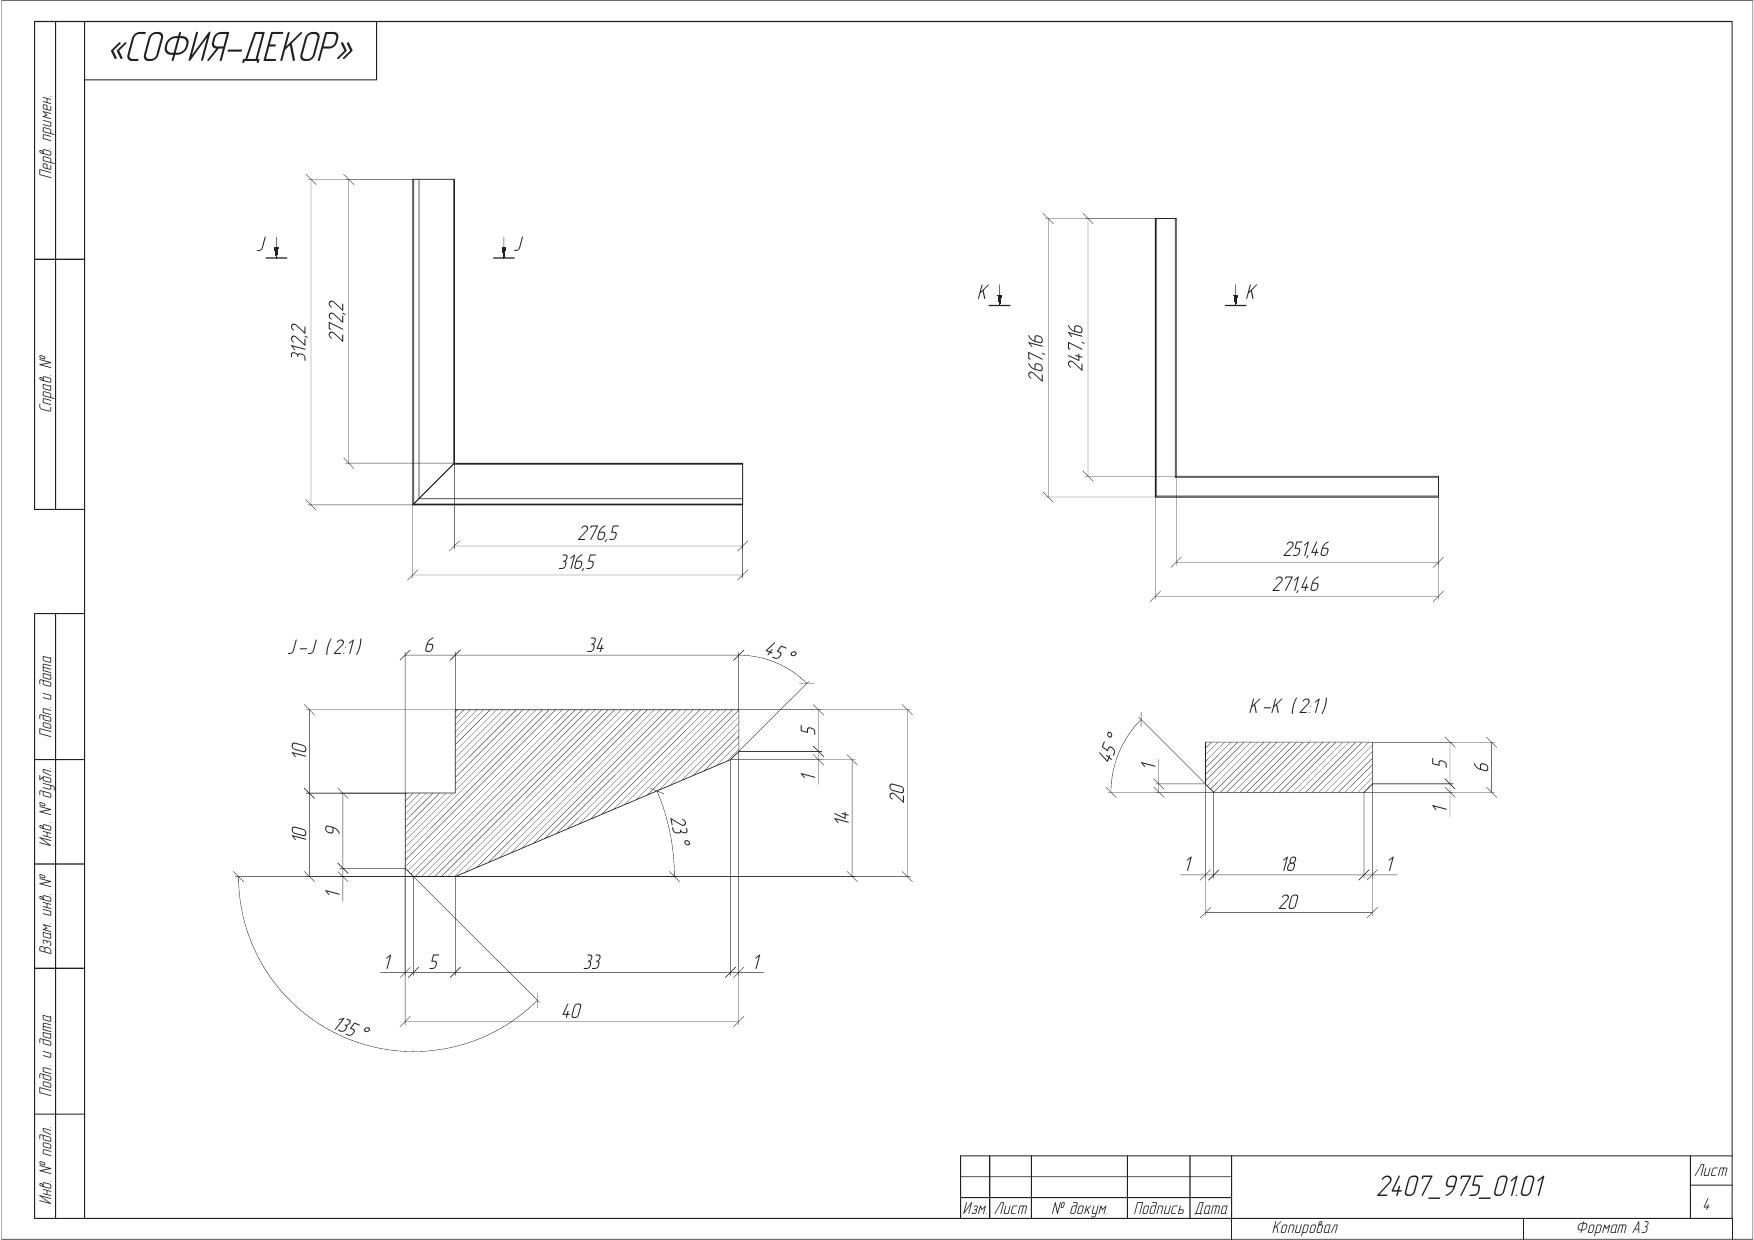 «СОФИЯ-ДЕКОР»
Перв. примен.
Справ. №
Подп. и дата
Инв. № дубл.
Взам. инв. №
Подп. и дата
Инв. № подл.
J
J
312,2
272,2
276,5
316,5
K
K
267,16
247,16
251,46
271,46
J-J (2:1)
6
34
45°
10
10
9
1
5
1
14
20
23°
135°
1
5
33
1
40
K-K (2:1)
45°
1
5
1
6
1
18
1
20
Изм.
Лист
№ докум.
Подпись
Дата
2407_975_01.01
Лист
4
Копировал
Формат А3